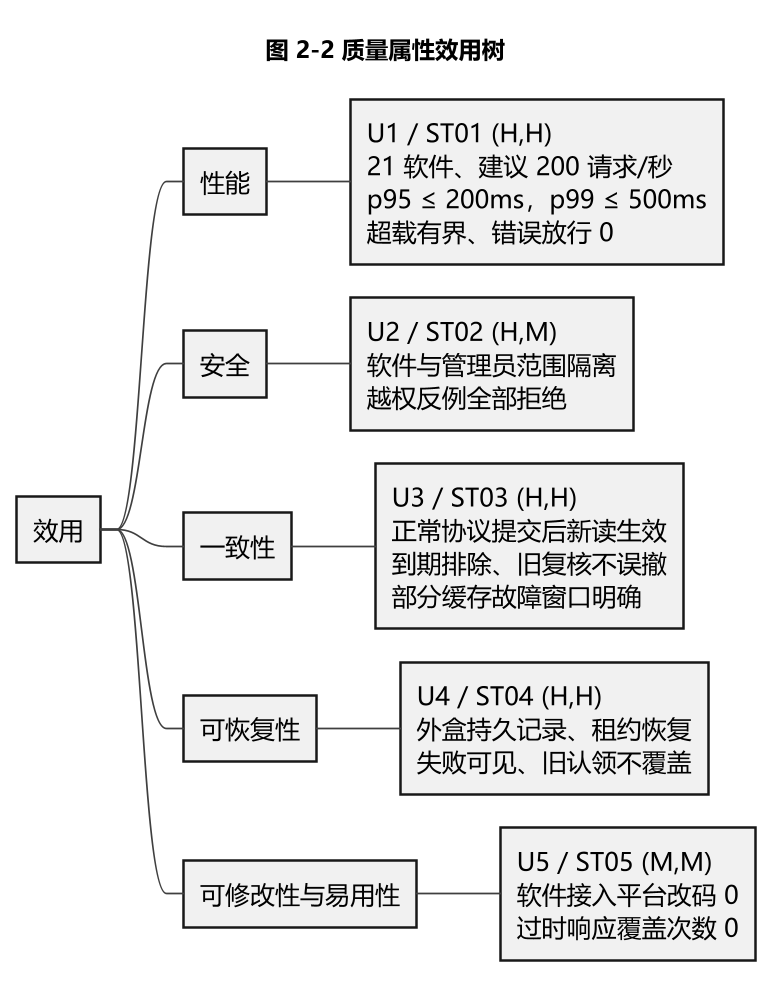 图 2-2 质量属性效用树
效用
性能
U1 / ST01 (H,H)
21 软件、建议 200 请求/秒
p95 ≤ 200ms，p99 ≤ 500ms
超载有界、错误放行 0
安全
U2 / ST02 (H,M)
软件与管理员范围隔离
越权反例全部拒绝
一致性
U3 / ST03 (H,H)
正常协议提交后新读生效
到期排除、旧复核不误撤
部分缓存故障窗口明确
可恢复性
U4 / ST04 (H,H)
外盒持久记录、租约恢复
失败可见、旧认领不覆盖
可修改性与易用性
U5 / ST05 (M,M)
软件接入平台改码 0
过时响应覆盖次数 0